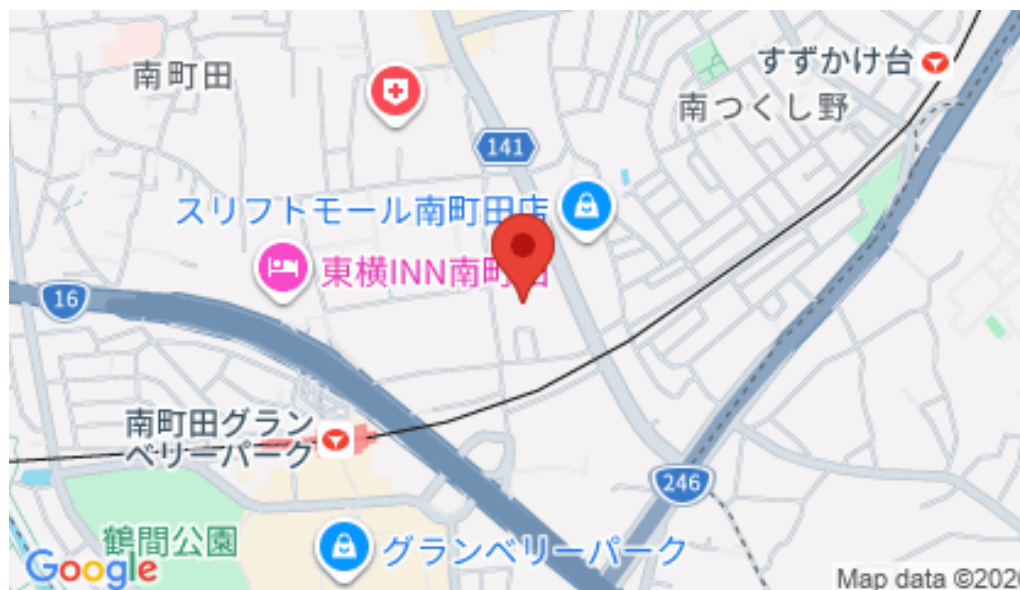 すずかけ台
南町田
南つくし野
141
スリフトモール南町田店
東横INN南町田
16
南町田グラン
ベリーパーク
246
鶴間公園
グランベリーパーク
Google
Map data ©202